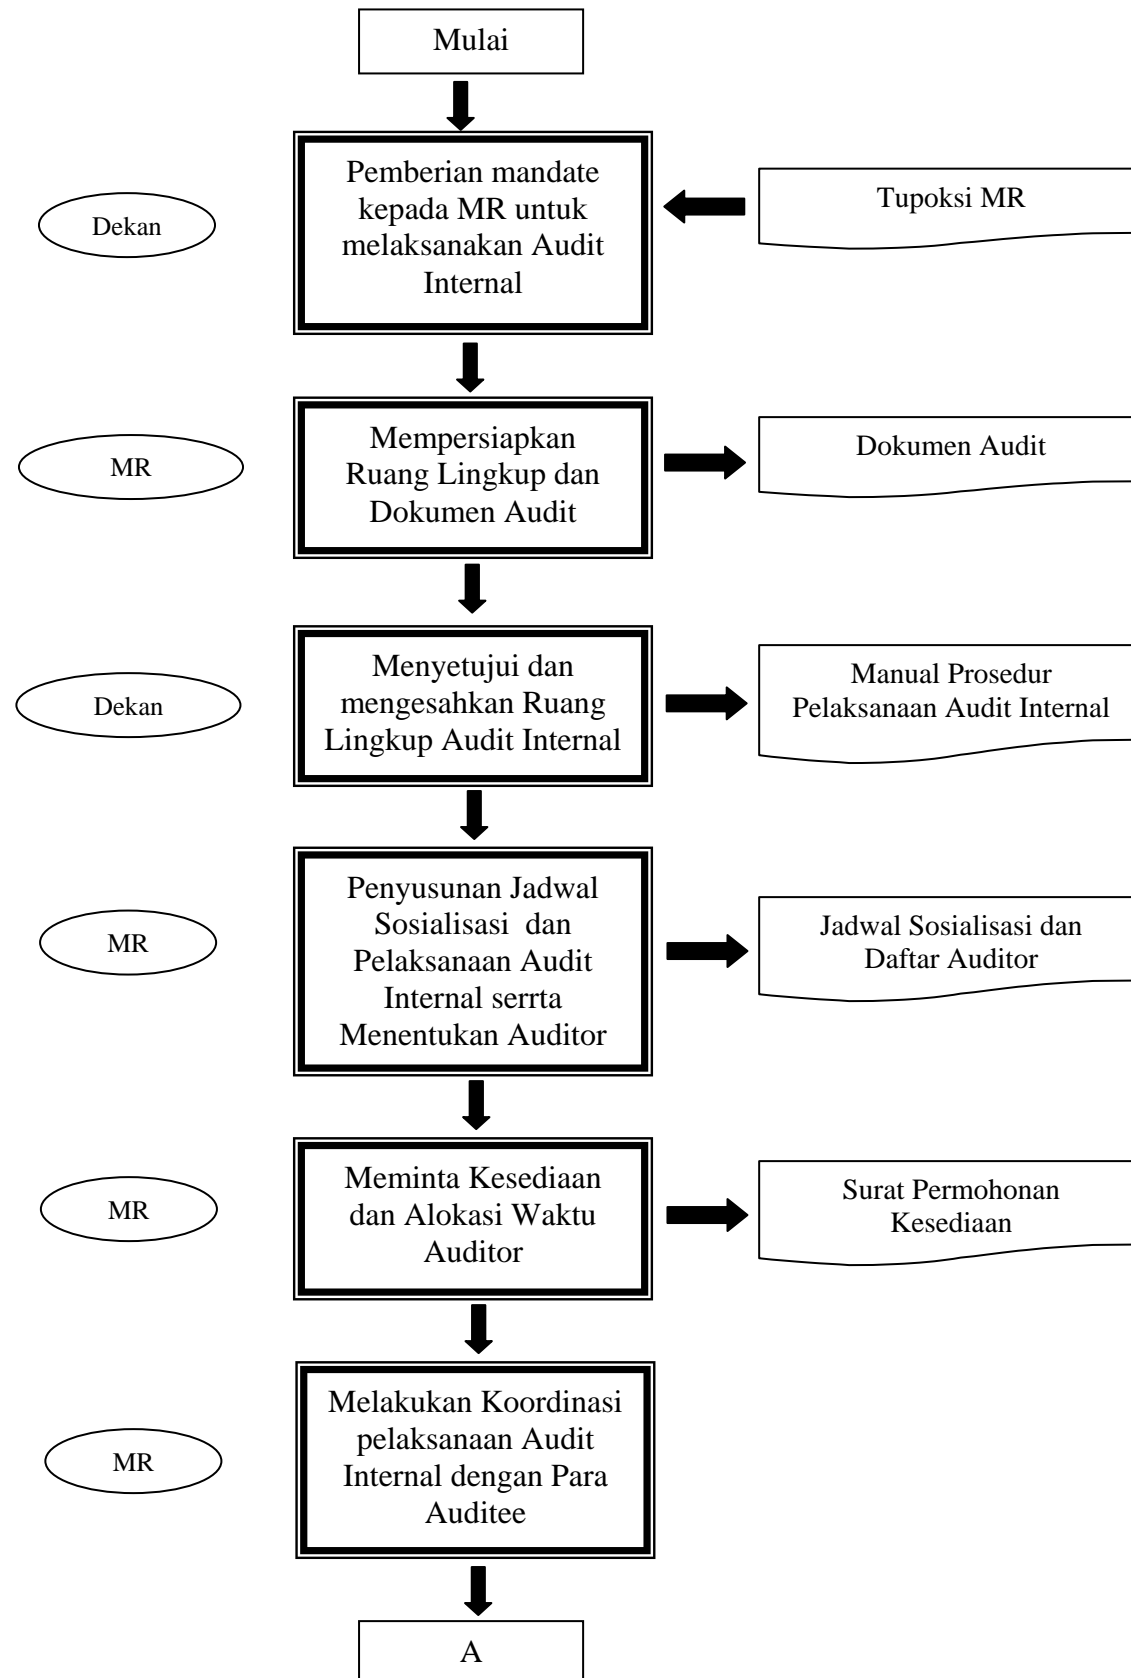 Mulai
Dekan
Pemberian mandate
kepada MR untuk
melaksanakan Audit
Internal
Tupoksi MR
MR
Mempersiapkan
Ruang Lingkup dan
Dokumen Audit
Dokumen Audit
Dekan
Menyetujui dan
mengesahkan Ruang
Lingkup Audit Internal
Manual Prosedur
Pelaksanaan Audit Internal
MR
Penyusunan Jadwal
Sosialisasi dan
Pelaksanaan Audit
Internal serrta
Menentukan Auditor
Jadwal Sosialisasi dan
Daftar Auditor
MR
Meminta Kesediaan
dan Alokasi Waktu
Auditor
Surat Permohonan
Kesediaan
MR
Melakukan Koordinasi
pelaksanaan Audit
Internal dengan Para
Auditee
A